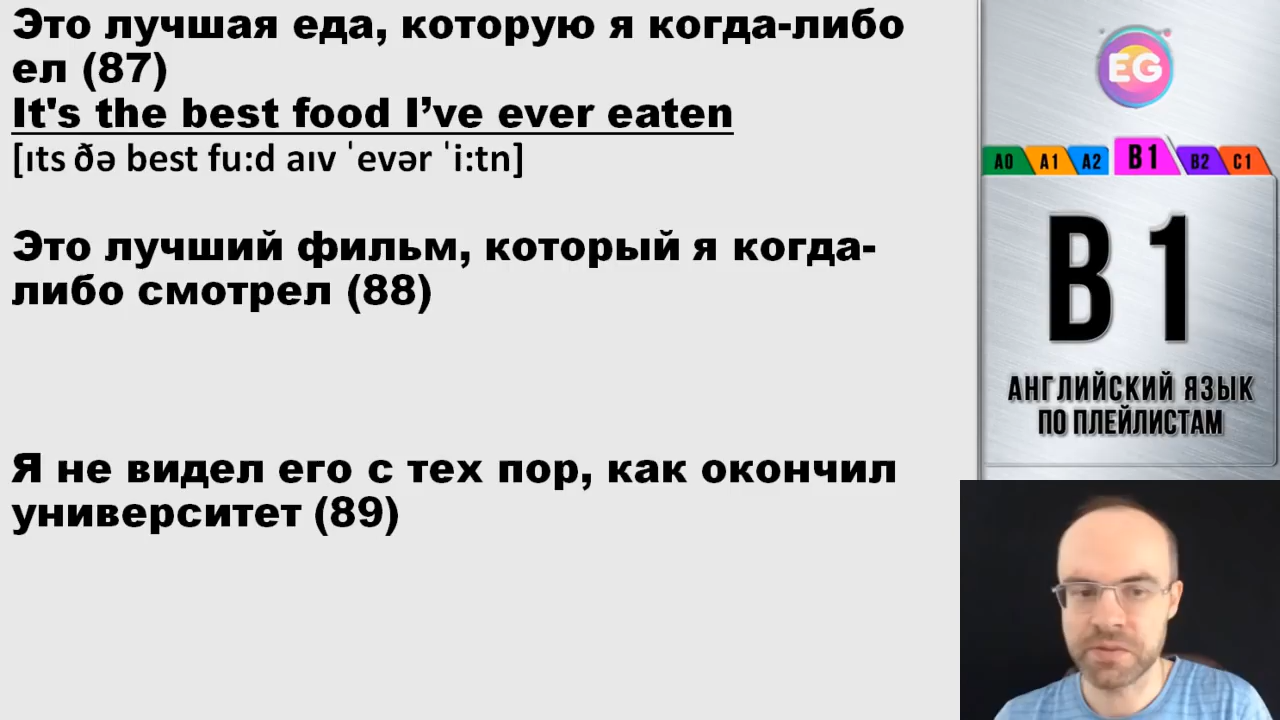 Это лучшая еда, которую я когда-либо
ел (87)
It's the best food I’ve ever eaten
[ɪts ðə best fu:d aɪv ˈevər ˈi:tn]
Это лучший фильм, который я когда-
либо смотрел (88)
Я не видел его с тех пор, как окончил
университет (89)
EG
A0 A1 A2 B1 B2 C1
B1
АНГЛИЙСКИЙ ЯЗЫК
ПО ПЛЕЙЛИСТАМ